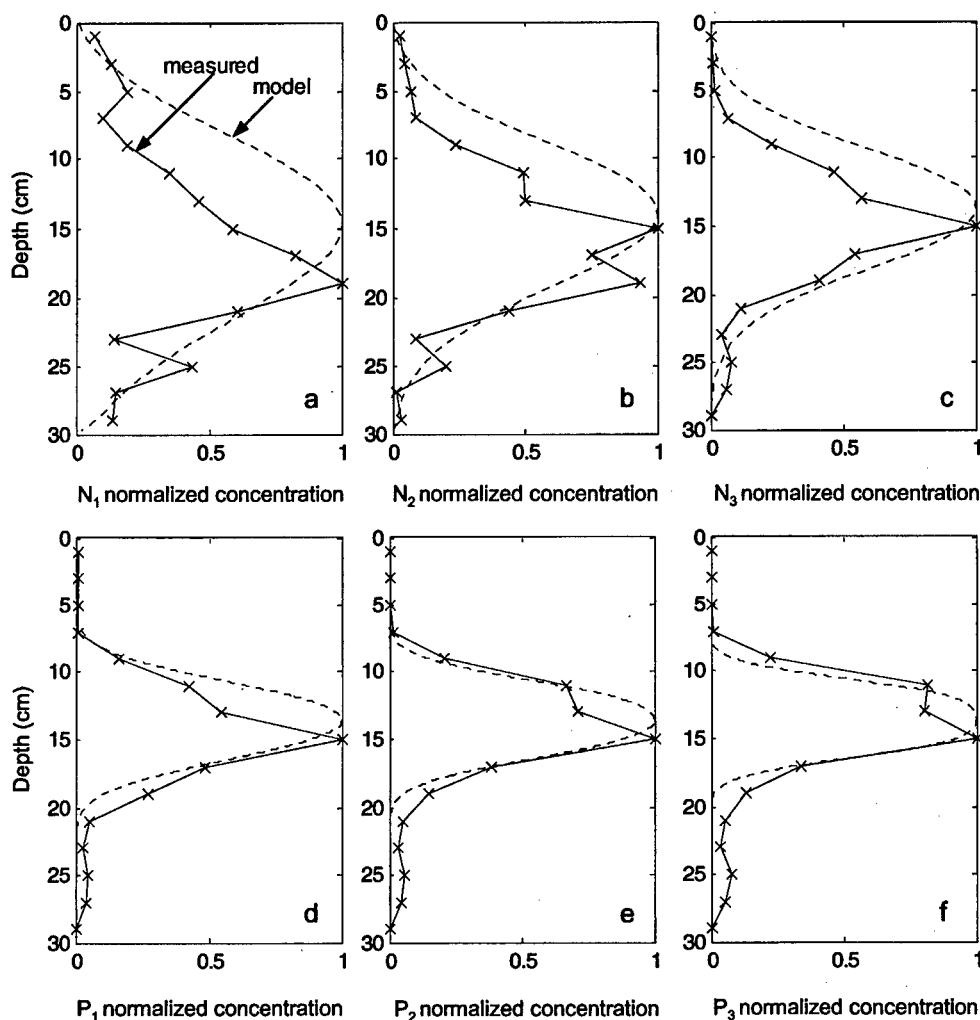 0
5
10
15
20
25
30
Depth (cm)
measured
model
a
0 0.5 1
N₁ normalized concentration
0
5
10
15
20
25
30
b
0 0.5 1
N₂ normalized concentration
0
5
10
15
20
25
30
c
0 0.5 1
N₃ normalized concentration
0
5
10
15
20
25
30
Depth (cm)
d
0 0.5 1
P₁ normalized concentration
0
5
10
15
20
25
30
e
0 0.5 1
P₂ normalized concentration
0
5
10
15
20
25
30
f
0 0.5 1
P₃ normalized concentration